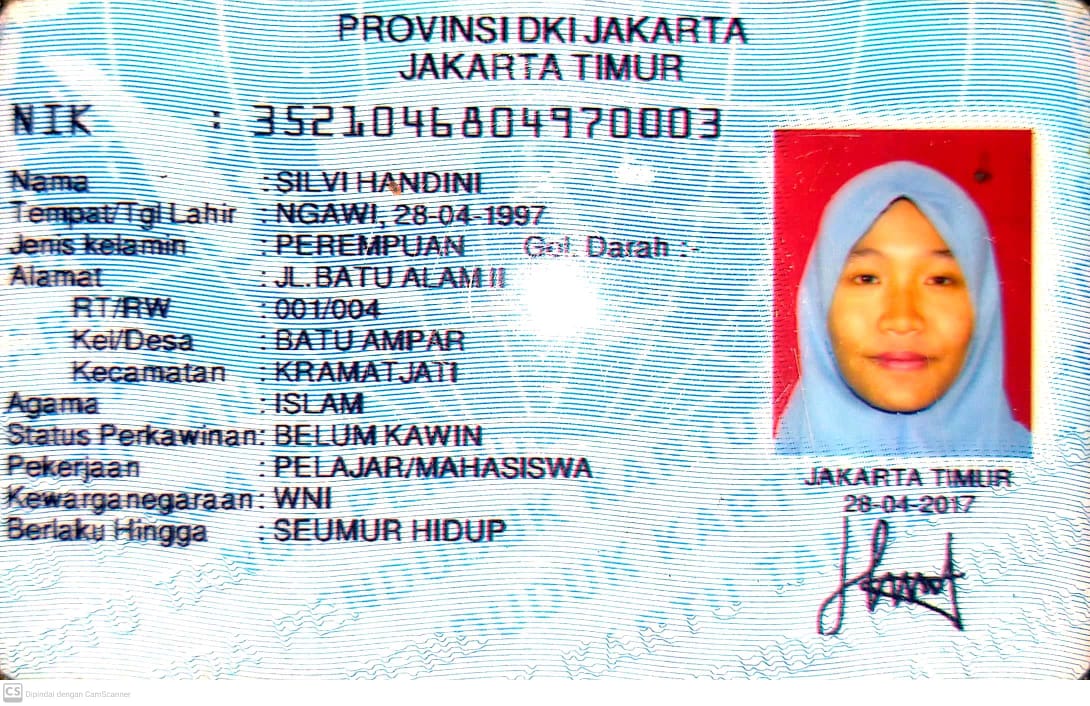 PROVINSI DKI JAKARTA
JAKARTA TIMUR
NIK : 3521046804970003
Nama : SILVI HANDINI
Tempat/Tgl Lahir : NGAWI, 28-04-1997
Jenis kelamin : PEREMPUAN Gol. Darah : -
Alamat : JL.BATU ALAM II
RT/RW : 001/004
Kel/Desa : BATU AMPAR
Kecamatan : KRAMATJATI
Agama : ISLAM
Status Perkawinan: BELUM KAWIN
Pekerjaan : PELAJAR/MAHASISWA
Kewarganegaraan: WNI
Berlaku Hingga : SEUMUR HIDUP
JAKARTA TIMUR
28-04-2017
CS Dipindai dengan CamScanner